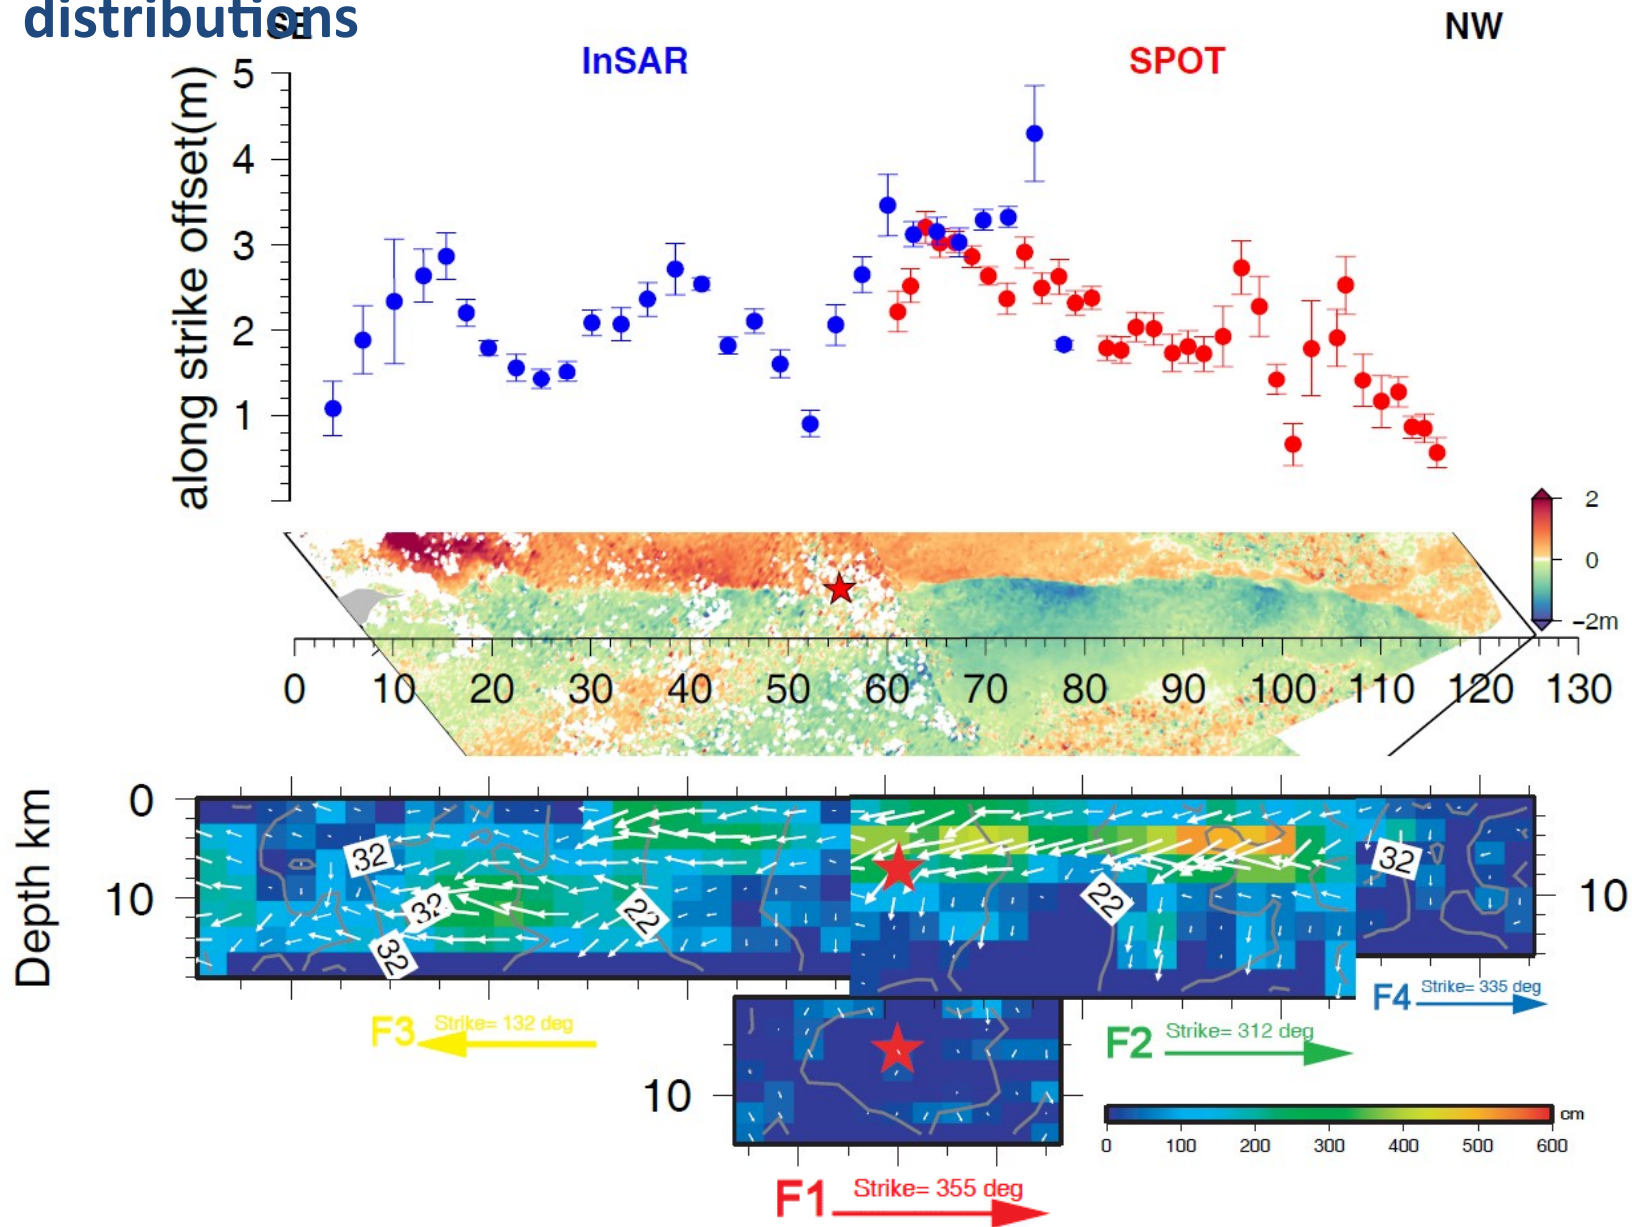 distributions
SE
NW
InSAR
SPOT
along strike offset(m)
5
4
3
2
1
2
0
−2m
0 10 20 30 40 50 60 70 80 90 100 110 120 130
Depth km
0
10
32
32
32
22
22
32
10
F3 Strike= 132 deg
F4 Strike= 335 deg
F2 Strike= 312 deg
10
cm
0 100 200 300 400 500 600
F1 Strike= 355 deg